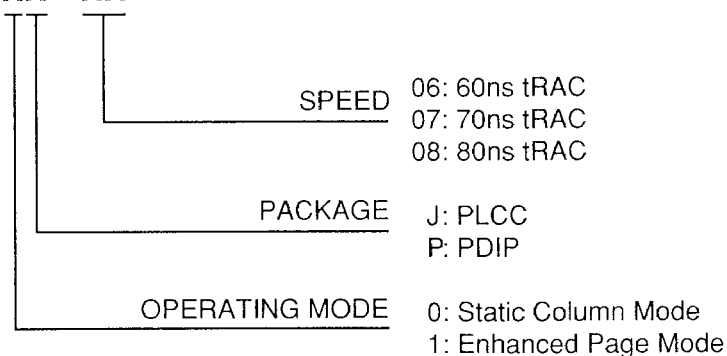 SPEED
06: 60ns tRAC
07: 70ns tRAC
08: 80ns tRAC
PACKAGE
J: PLCC
P: PDIP
OPERATING MODE
0: Static Column Mode
1: Enhanced Page Mode